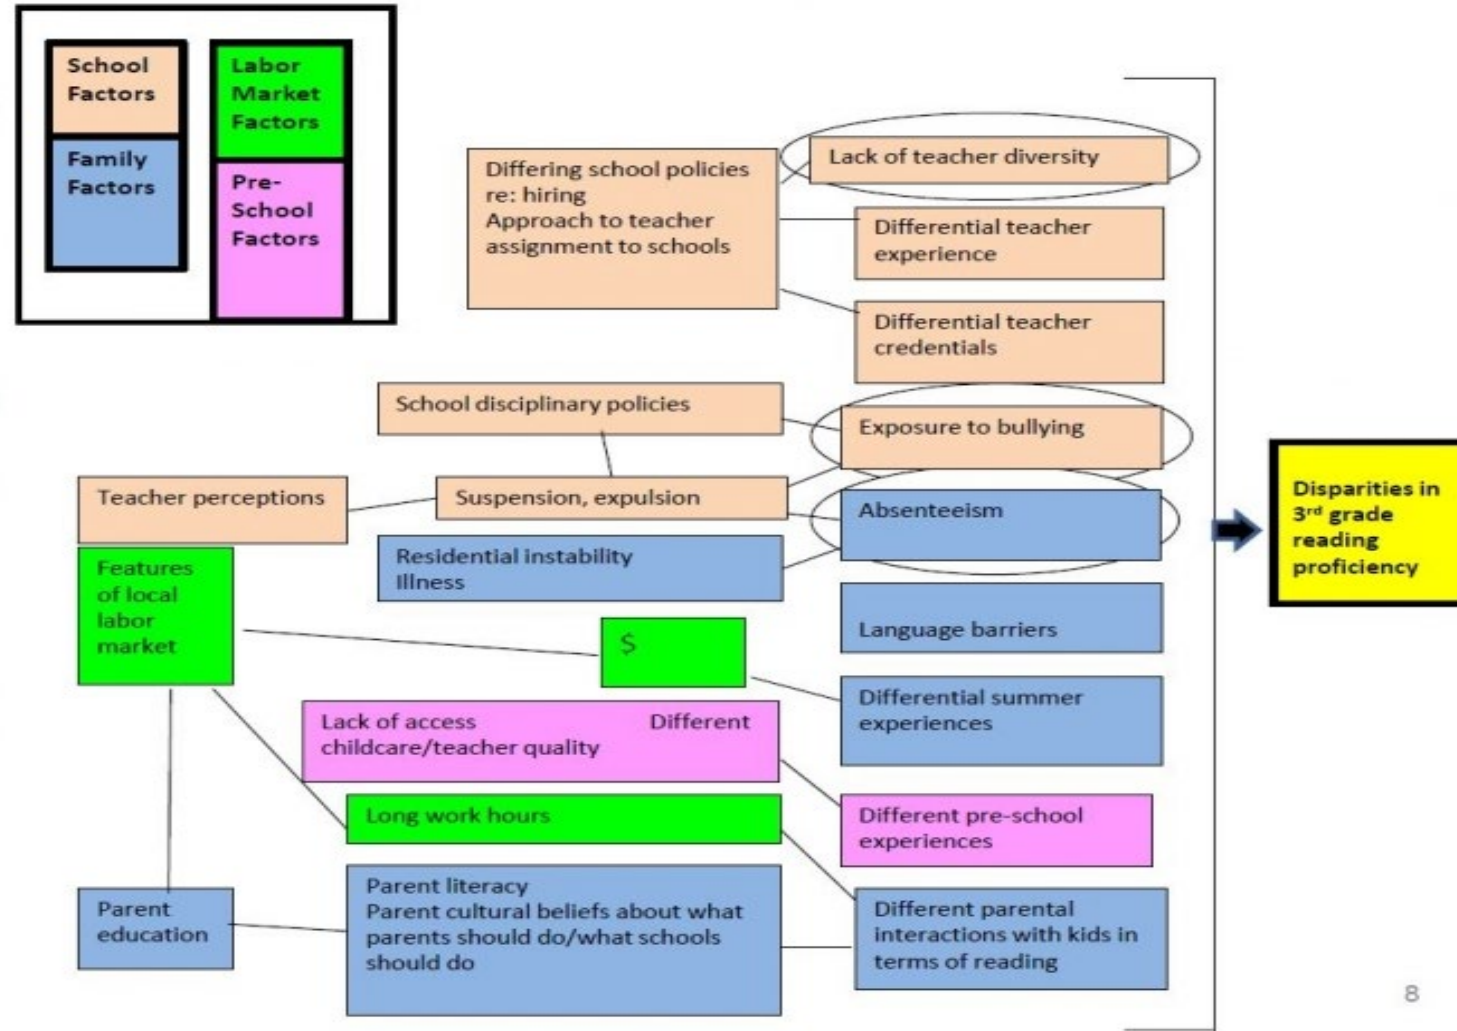 School
Factors
Family
Factors
Labor
Market
Factors
Pre-
School
Factors
Differing school policies
re: hiring
Approach to teacher
assignment to schools
Lack of teacher diversity
Differential teacher
experience
Differential teacher
credentials
School disciplinary policies
Exposure to bullying
Teacher perceptions
Suspension, expulsion
Absenteeism
Residential instability
Illness
Features
of local
labor
market
Language barriers
$
Differential summer
experiences
Lack of access Different
childcare/teacher quality
Long work hours
Different pre-school
experiences
Parent
education
Parent literacy
Parent cultural beliefs about what
parents should do/what schools
should do
Different parental
interactions with kids in
terms of reading
Disparities in
3rd grade
reading
proficiency
8